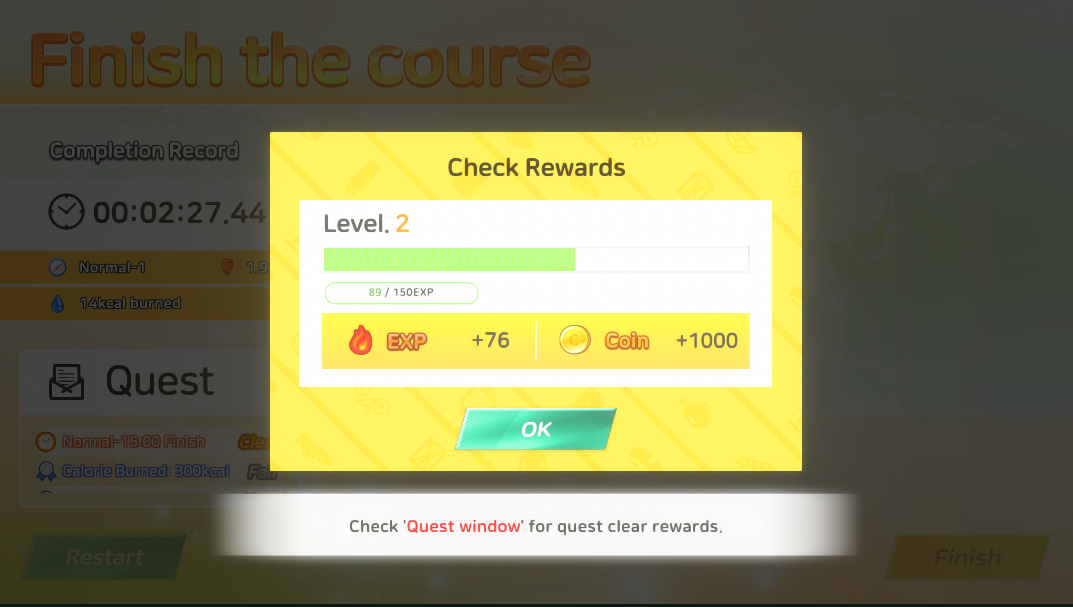 Finish the course
Completion Record
00:02:27.44
Normal-1
14kcal burned
Quest
Normal-15:00 Finish
Calorie Burned: 300kcal
Fail
Restart
Finish
Check Rewards
Level. 2
89 / 150EXP
EXP +76 Coin +1000
OK
Check 'Quest window' for quest clear rewards.